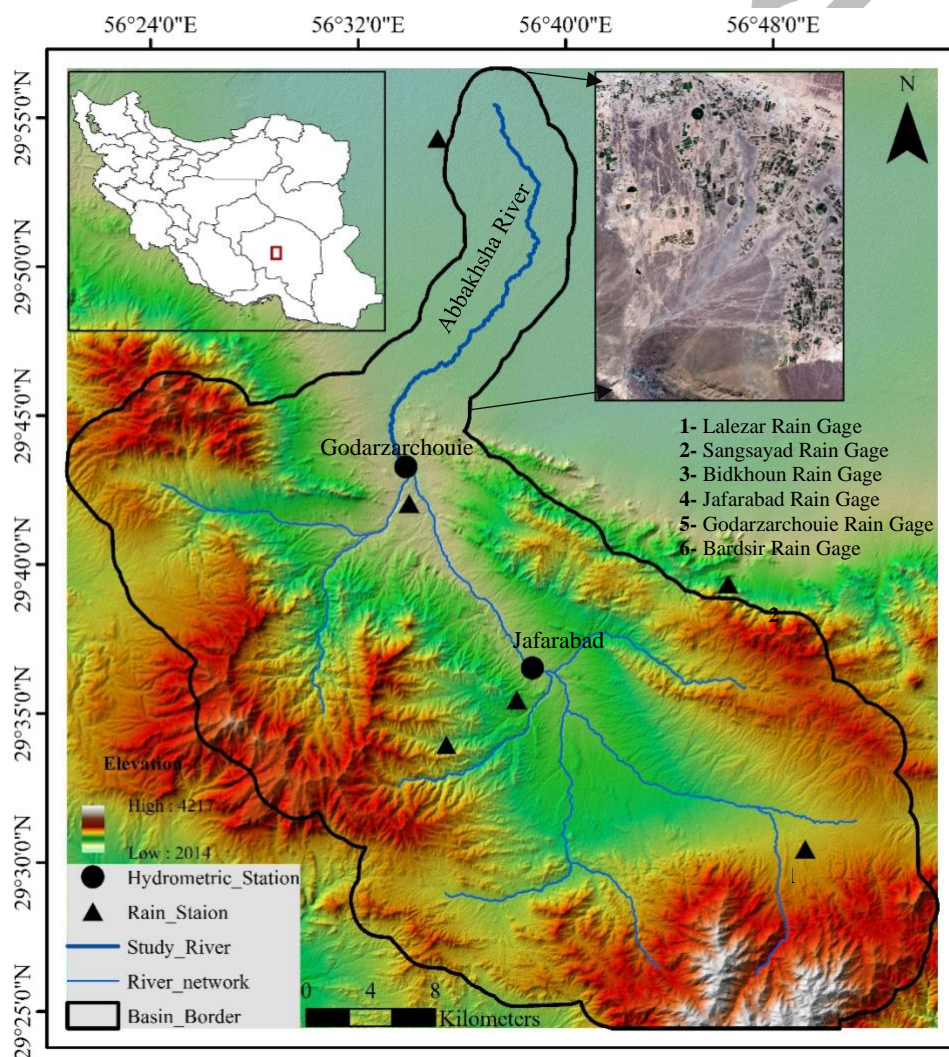 56°24'0"E 56°32'0"E 56°40'0"E 56°48'0"E
29°55'0"N
29°50'0"N
29°45'0"N
29°40'0"N
29°35'0"N
29°30'0"N
29°25'0"N
N
Abbakhsha River
Godarzarchouie
1- Lalezar Rain Gage
2- Sangsayad Rain Gage
3- Bidkhoun Rain Gage
4- Jafarabad Rain Gage
5- Godarzarchouie Rain Gage
6- Bardsir Rain Gage
2
Jafarabad
Elevation
High : 4217
Low : 2014
Hydrometric_Station
Rain_Staion
Study_River
River_network
Basin_Border
0 4 8
Kilometers